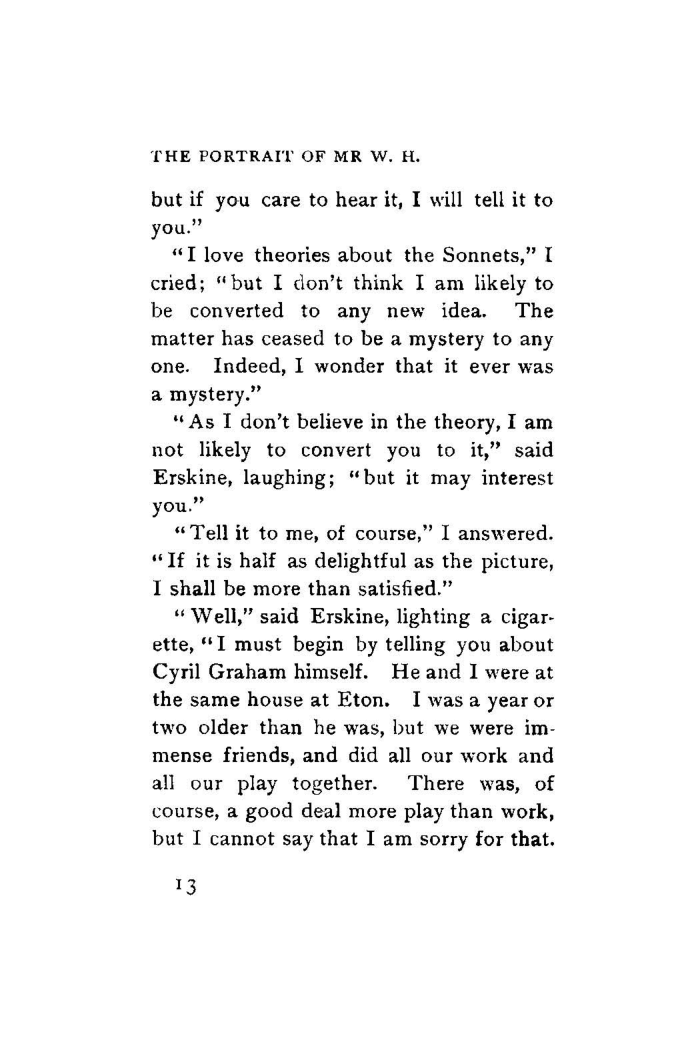 THE PORTRAIT OF MR W. H.
but if you care to hear it, I will tell it to
you."
"I love theories about the Sonnets," I
cried; "but I don't think I am likely to
be converted to any new idea. The
matter has ceased to be a mystery to any
one. Indeed, I wonder that it ever was
a mystery."
"As I don't believe in the theory, I am
not likely to convert you to it," said
Erskine, laughing; "but it may interest
you."
"Tell it to me, of course," I answered.
"If it is half as delightful as the picture,
I shall be more than satisfied."
"Well," said Erskine, lighting a cigar-
ette, "I must begin by telling you about
Cyril Graham himself. He and I were at
the same house at Eton. I was a year or
two older than he was, but we were im-
mense friends, and did all our work and
all our play together. There was, of
course, a good deal more play than work,
but I cannot say that I am sorry for that.
13